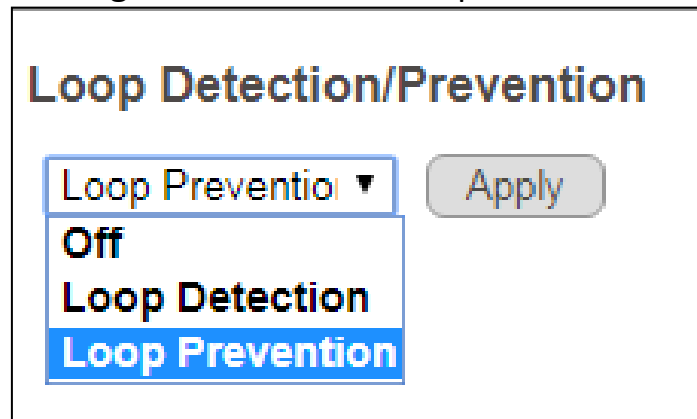 Loop Detection/Prevention
Loop Preventio ▼ Apply
Off
Loop Detection
Loop Prevention